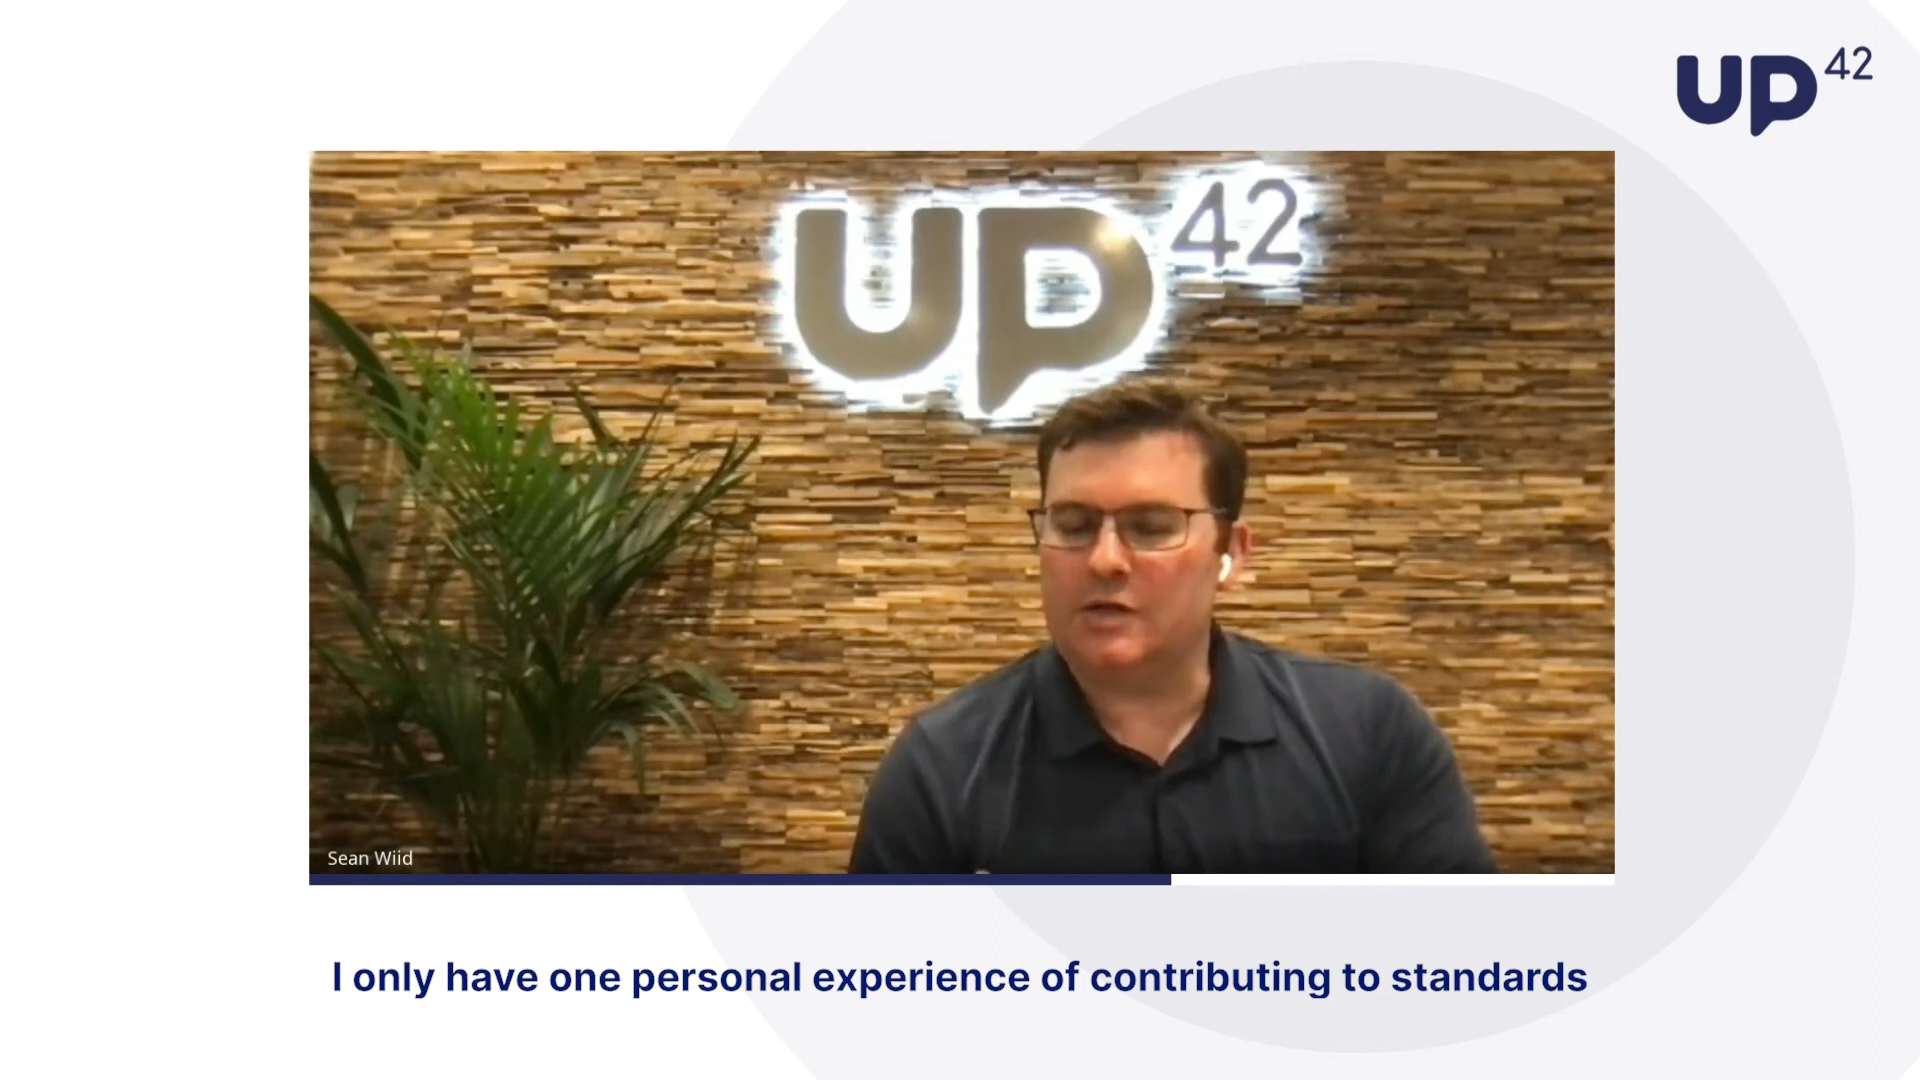 UP42
UP42
Sean Wiid
I only have one personal experience of contributing to standards